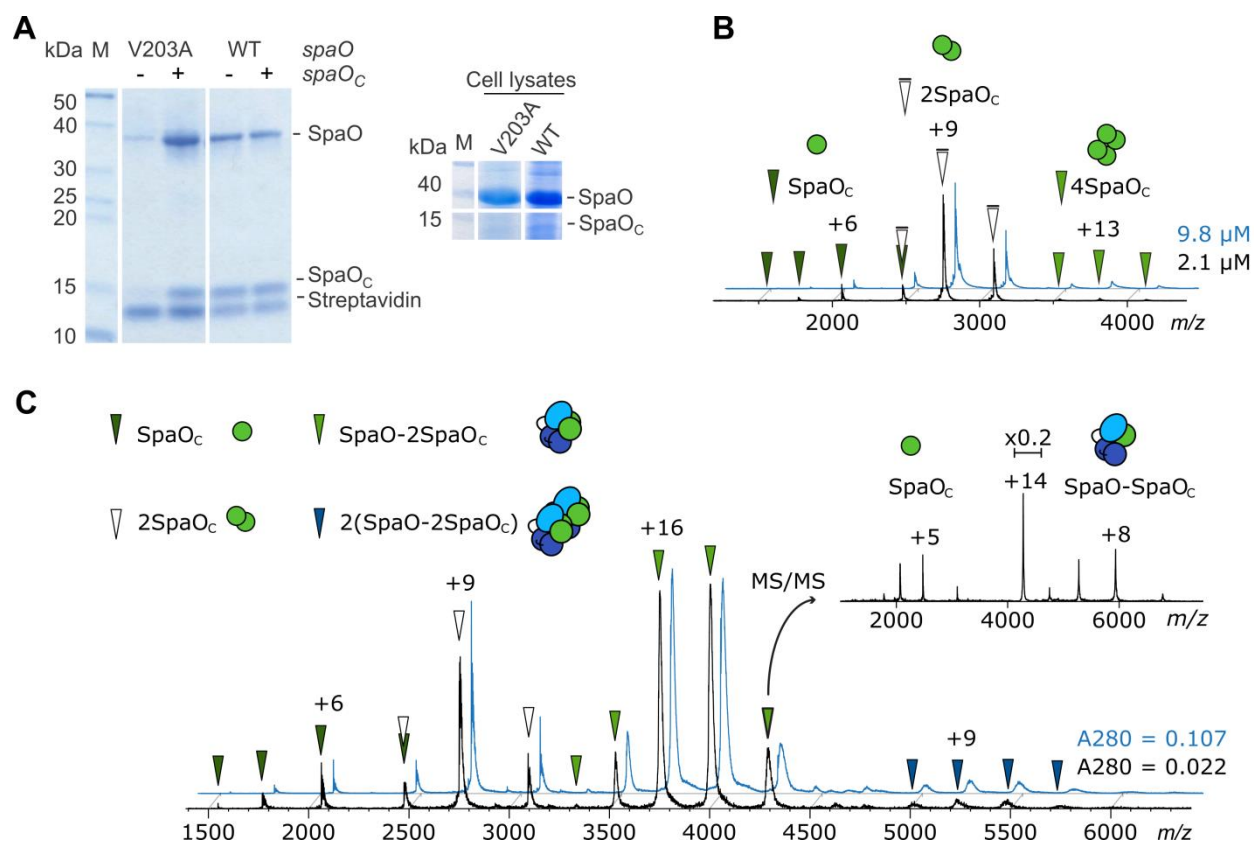 A
kDa M V203A WT spaO
- + - + spaOC
50
40
30
25
20
15
10
SpaO
SpaOC
Streptavidin
Cell lysates
V203A WT
kDa M
40
15
SpaO
SpaOC
B
2SpaOC
+9
SpaOC
+6
4SpaOC
+13
9.8 µM
2.1 µM
2000 3000 4000 m/z
C
SpaOC
SpaO-2SpaOC
2SpaOC
2(SpaO-2SpaOC)
+6
+9
+16
MS/MS
x0.2
SpaOC
+14
SpaO-SpaOC
+5
+8
2000 4000 6000 m/z
+9
A280 = 0.107
A280 = 0.022
1500 2000 2500 3000 3500 4000 4500 5000 5500 6000 m/z